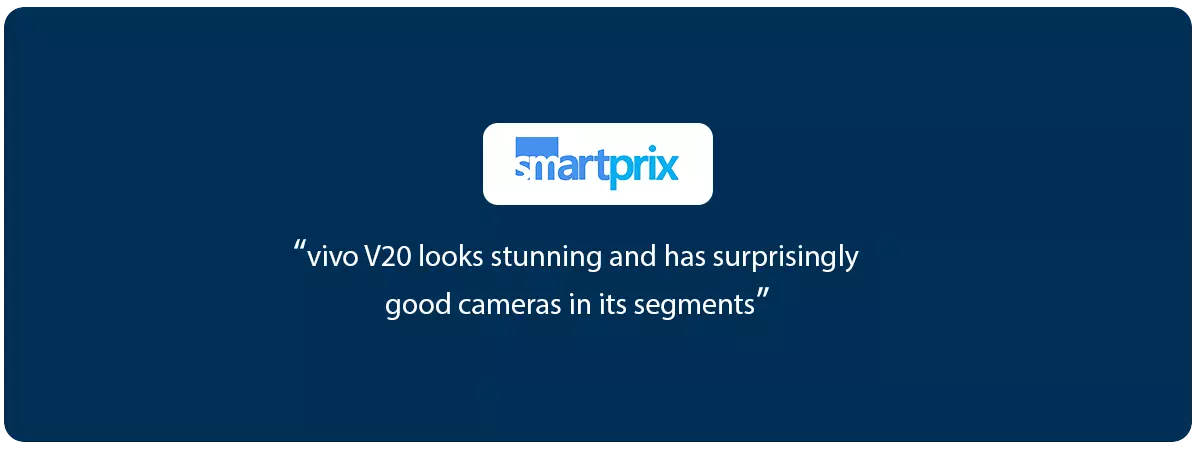 smartprix
“vivo V20 looks stunning and has surprisingly
good cameras in its segments”